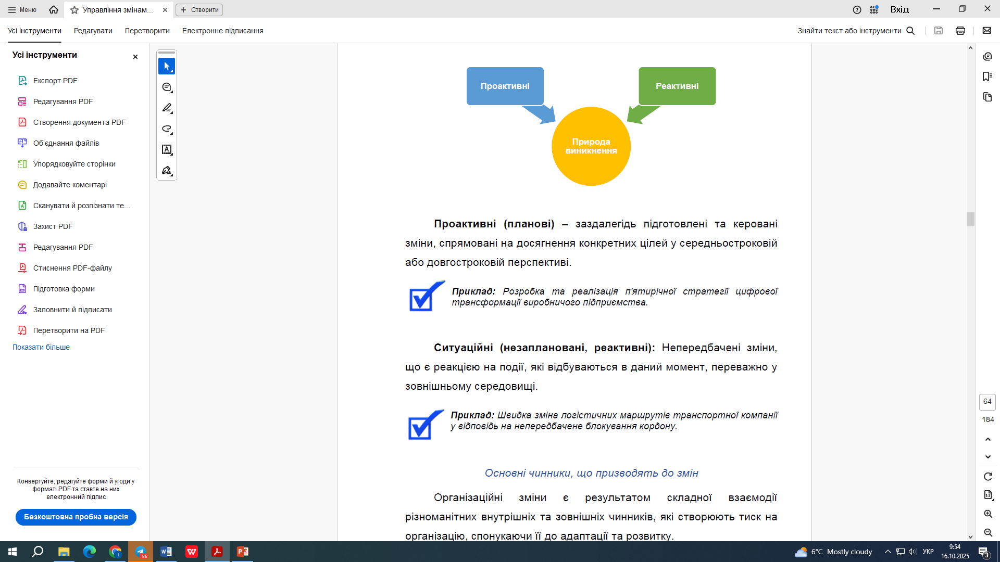 Меню
Управління змінам...
Створити
Вхід
Усі інструменти
Редагувати
Перетворити
Електронне підписання
Знайти текст або інструменти
Усі інструменти
Експорт PDF
Редагування PDF
Створення документа PDF
Об'єднання файлів
Упорядковуйте сторінки
Додавайте коментарі
Сканувати й розпізнати те...
Захист PDF
Редагування PDF
Стиснення PDF-файлу
Підготовка форми
Заповнити й підписати
Перетворити на PDF
Показати більше
Конвертуйте, редагуйте форми й угоди у
форматі PDF та ставте на них
електронний підпис
Безкоштовна пробна версія
Проактивні
Реактивні
Природа
виникнення
Проактивні (планові) – заздалегідь підготовлені та керовані
зміни, спрямовані на досягнення конкретних цілей у середньостроковій
або довгостроковій перспективі.
Приклад: Розробка та реалізація п'ятирічної стратегії цифрової
трансформації виробничого підприємства.
Ситуаційні (незаплановані, реактивні): Непередбачені зміни,
що є реакцією на події, які відбуваються в даний момент, переважно у
зовнішньому середовищі.
Приклад: Швидка зміна логістичних маршрутів транспортної компанії
у відповідь на непередбачене блокування кордону.
Основні чинники, що призводять до змін
Організаційні зміни є результатом складної взаємодії
різноманітних внутрішніх та зовнішніх чинників, які створюють тиск на
організацію, спонукаючи її до адаптації та розвитку.
64
184
1:1
.86
6°C Mostly cloudy
УКР
9:54
16.10.2025
3